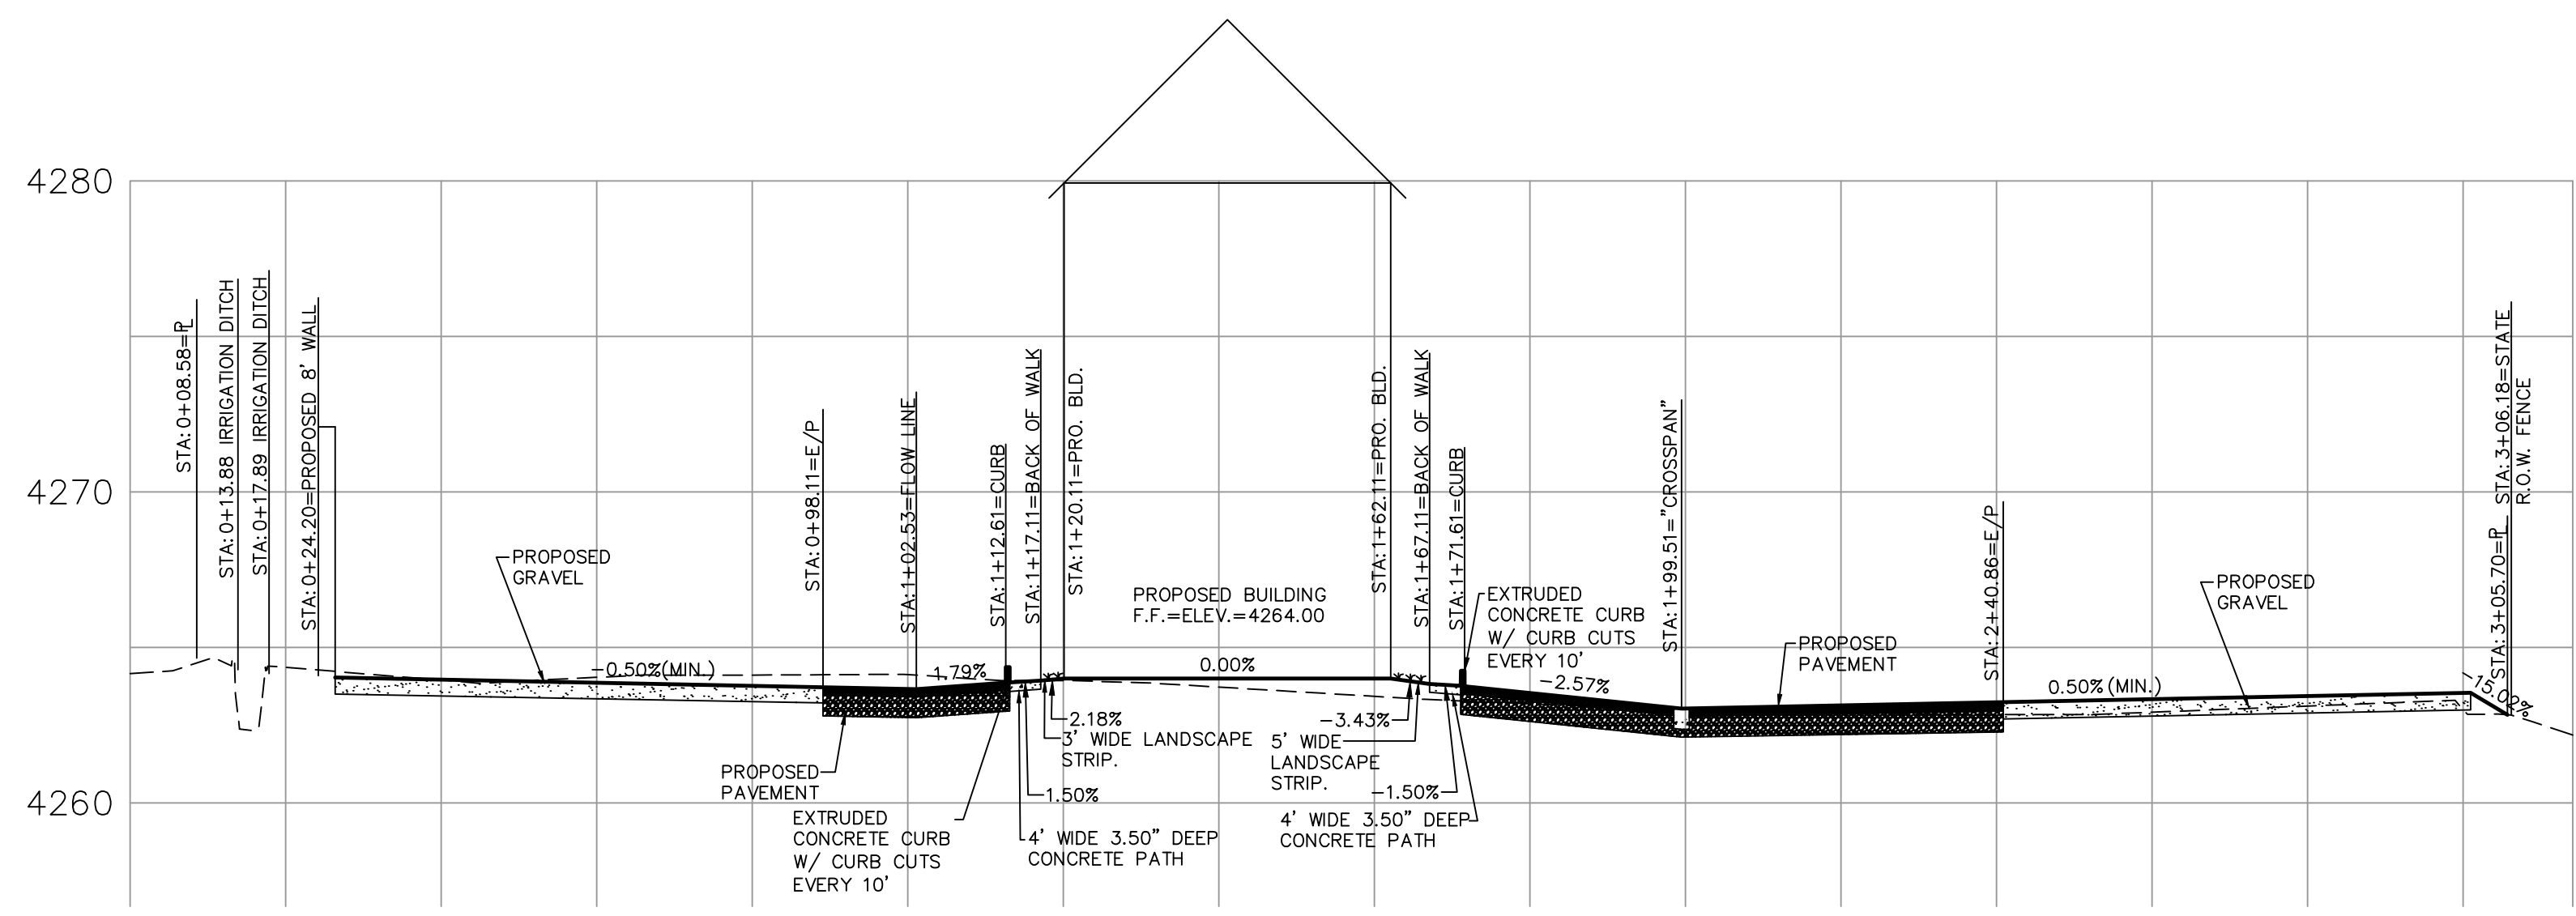 4280
4270
4260
STA: 0+08.58=PL
STA: 0+13.88 IRRIGATION DITCH
STA: 0+17.89 IRRIGATION DITCH
STA: 0+24.20=PROPOSED 8' WALL
PROPOSED
GRAVEL
-0.50%(MIN.)
STA: 0+98.11=E/P
STA: 1+02.53=FLOW LINE
1.79%
STA: 1+12.61=CURB
STA: 1+17.11=BACK OF WALK
STA: 1+20.11=PRO. BLD.
PROPOSED BUILDING
F.F.=ELEV.=4264.00
0.00%
STA: 1+62.11=PRO. BLD.
STA: 1+67.11=BACK OF WALK
STA: 1+71.61=CURB
EXTRUDED
CONCRETE CURB
W/ CURB CUTS
EVERY 10'
-2.57%
STA: 1+99.51="CROSSPAN"
PROPOSED
PAVEMENT
STA: 2+40.86=E/P
0.50%(MIN.)
PROPOSED
GRAVEL
-15.02%
STA: 3+05.70=PL
STA: 3+06.18=STATE
R.O.W. FENCE
PROPOSED
PAVEMENT
EXTRUDED
CONCRETE CURB
W/ CURB CUTS
EVERY 10'
2.18%
3' WIDE LANDSCAPE
STRIP.
1.50%
4' WIDE 3.50" DEEP
CONCRETE PATH
-3.43%
5' WIDE
LANDSCAPE
STRIP.
-1.50%
4' WIDE 3.50" DEEP
CONCRETE PATH